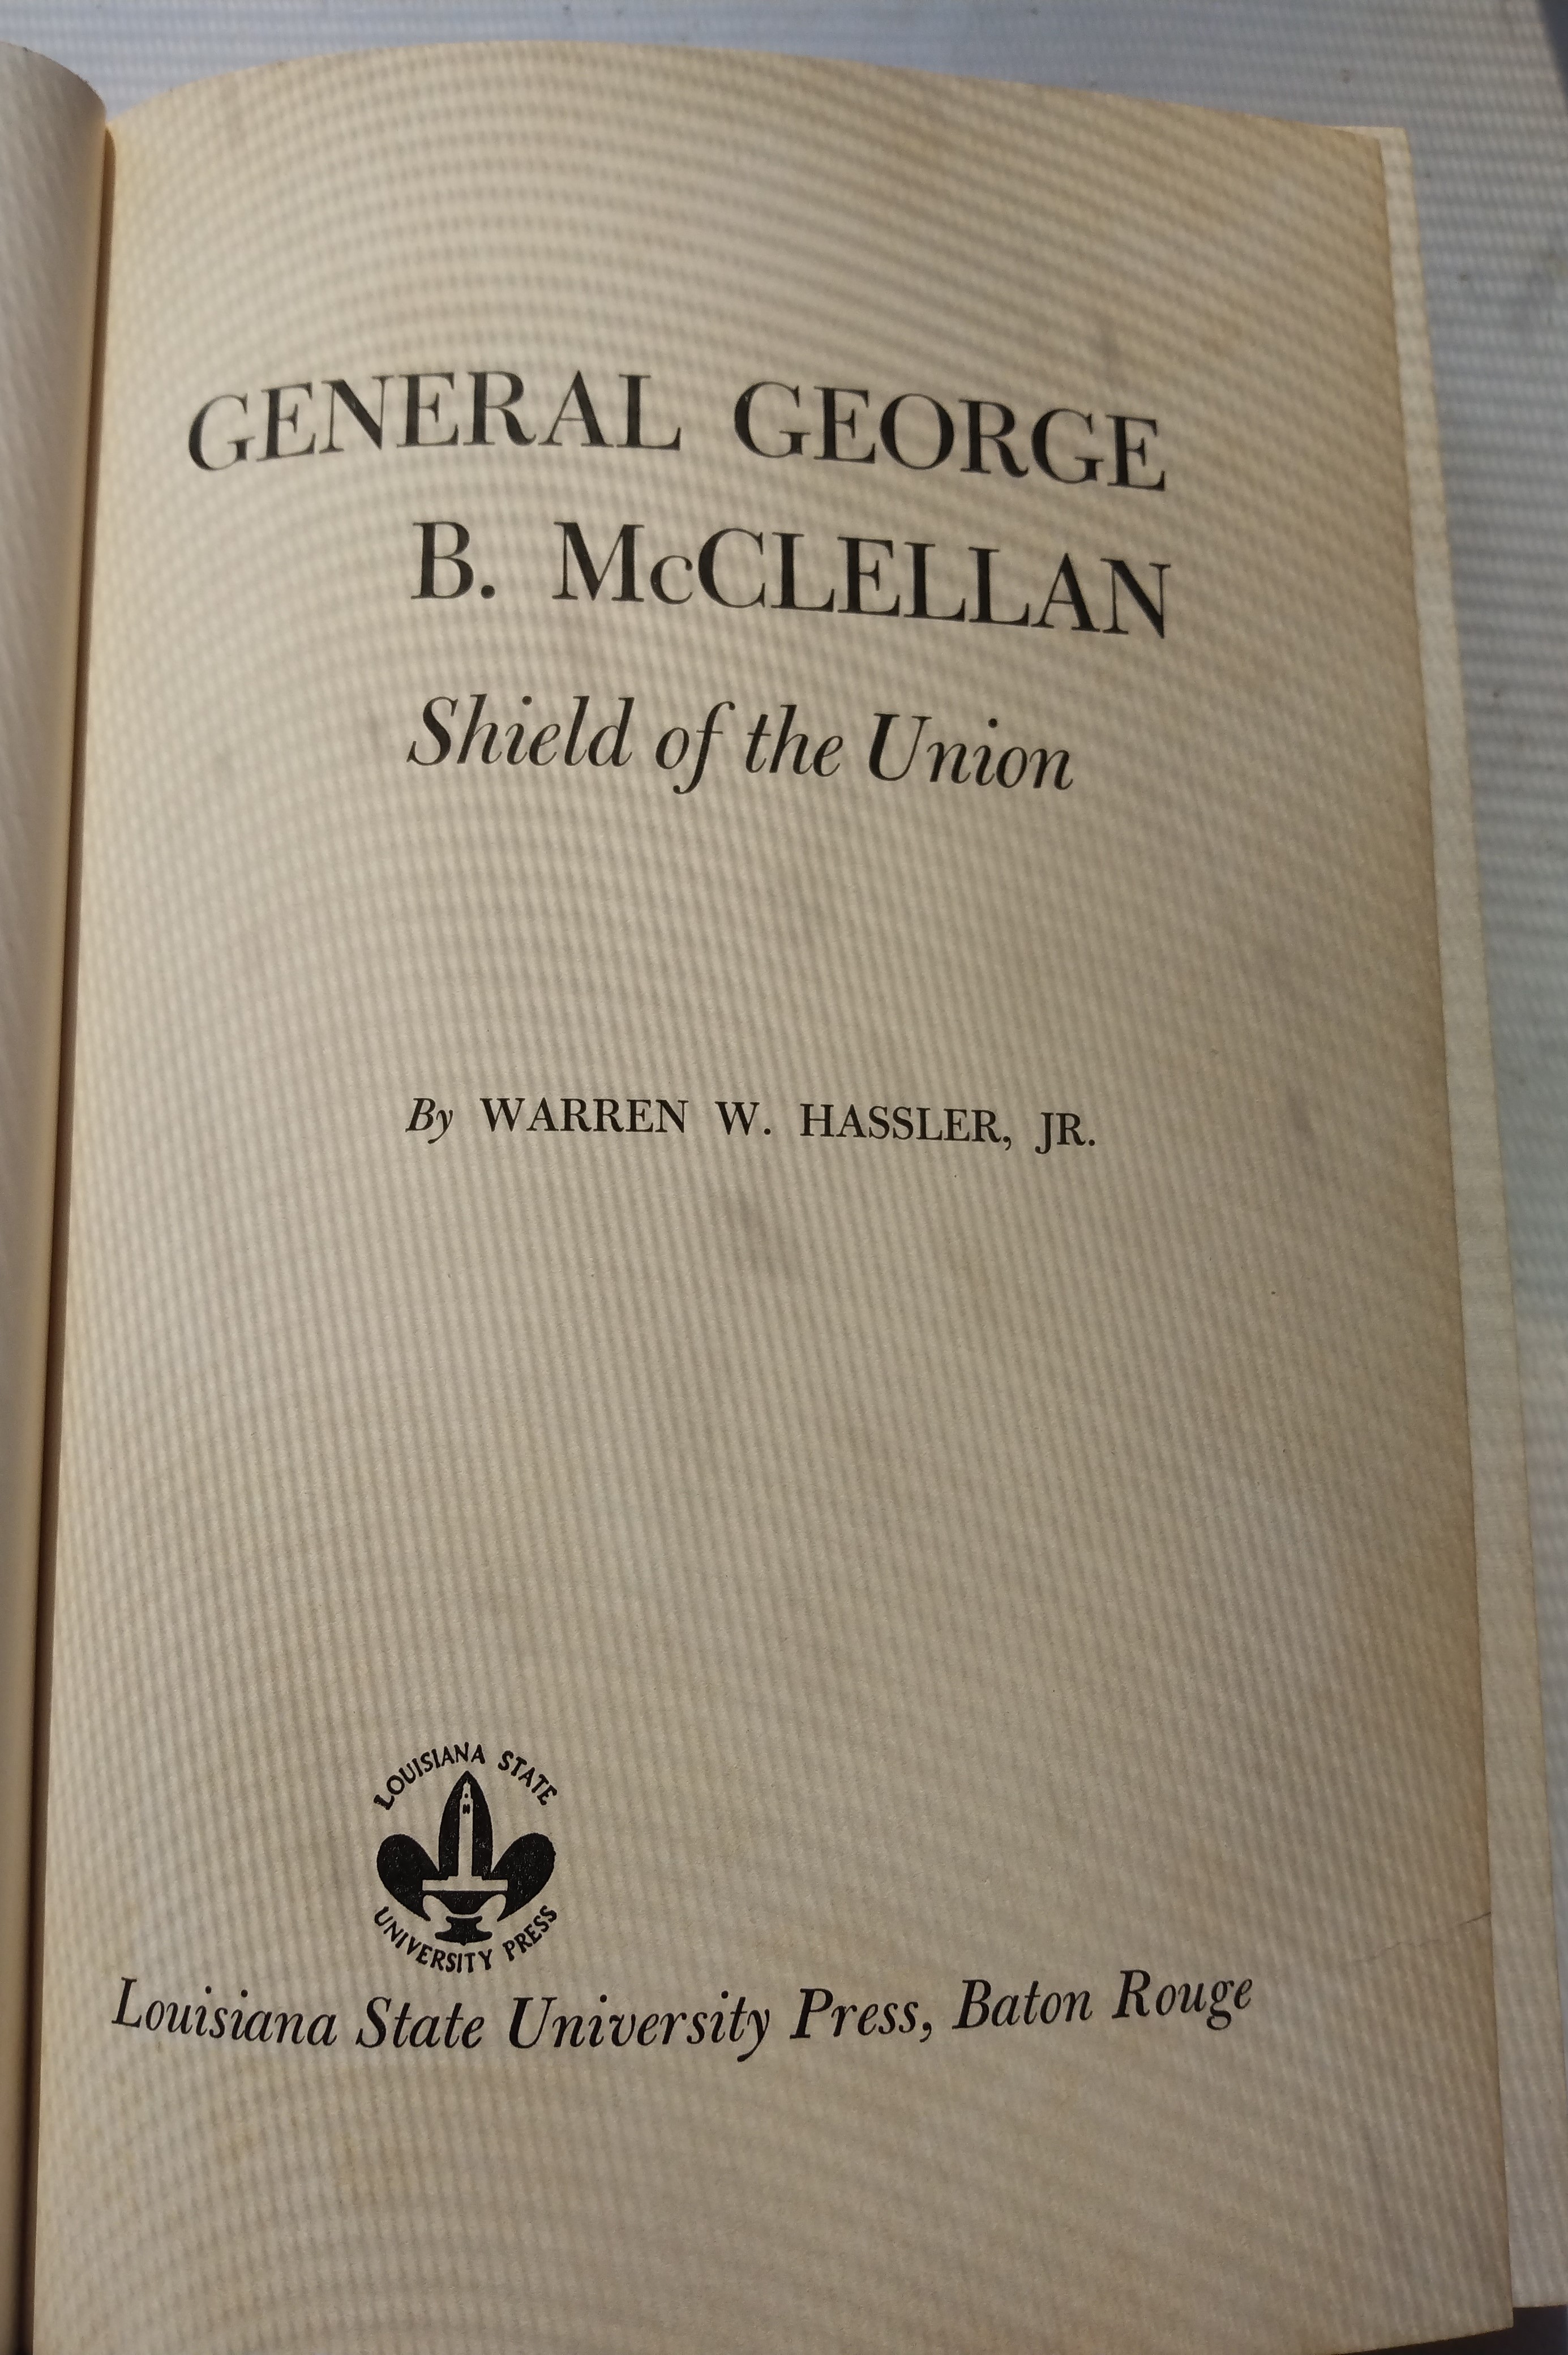 GENERAL GEORGE
B. McCLELLAN
Shield of the Union
By WARREN W. HASSLER, JR.
LOUISIANA STATE
UNIVERSITY PRESS
Louisiana State University Press, Baton Rouge